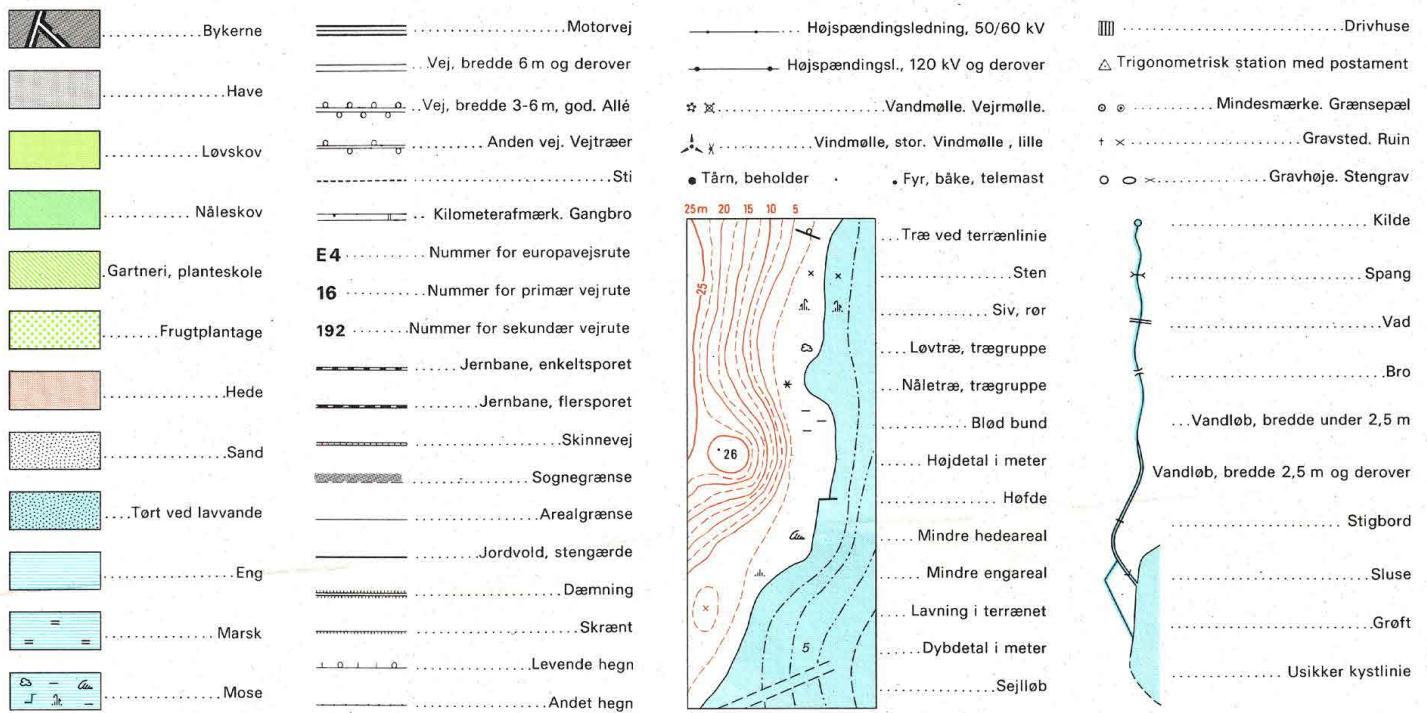 Bykerne
Have
Løvskov
Nåleskov
Gartneri, planteskole
Frugtplantage
Hede
Sand
Tørt ved lavvande
Eng
Marsk
Mose
Motorvej
Vej, bredde 6 m og derover
Vej, bredde 3-6 m, god. Allé
Anden vej. Vejtræer
Sti
Kilometerafmærk. Gangbro
E4 Nummer for europavejsrute
16 Nummer for primær vejrute
192 Nummer for sekundær vejrute
Jernbane, enkeltsporet
Jernbane, flersporet
Skinnevej
Sognegrænse
Arealgrænse
Jordvold, stengærde
Dæmning
Skrænt
Levende hegn
Andet hegn
Højspændingsledning, 50/60 kV
Højspændingsl., 120 kV og derover
Vandmølle. Vejrmølle.
Vindmølle, stor. Vindmølle , lille
Tårn, beholder
Fyr, båke, telemast
25 m 20 15 10 5
25
26
5
Træ ved terrænlinie
Sten
Siv, rør
Løvtræ, trægruppe
Nåletræ, trægruppe
Blød bund
Højdetal i meter
Høfde
Mindre hedeareal
Mindre engareal
Lavning i terrænet
Dybdetal i meter
Sejlløb
Drivhuse
Trigonometrisk station med postament
Mindesmærke. Grænsepæl
Gravsted. Ruin
Gravhøje. Stengrav
Kilde
Spang
Vad
Bro
Vandløb, bredde under 2,5 m
Vandløb, bredde 2,5 m og derover
Stigbord
Sluse
Grøft
Usikker kystlinie